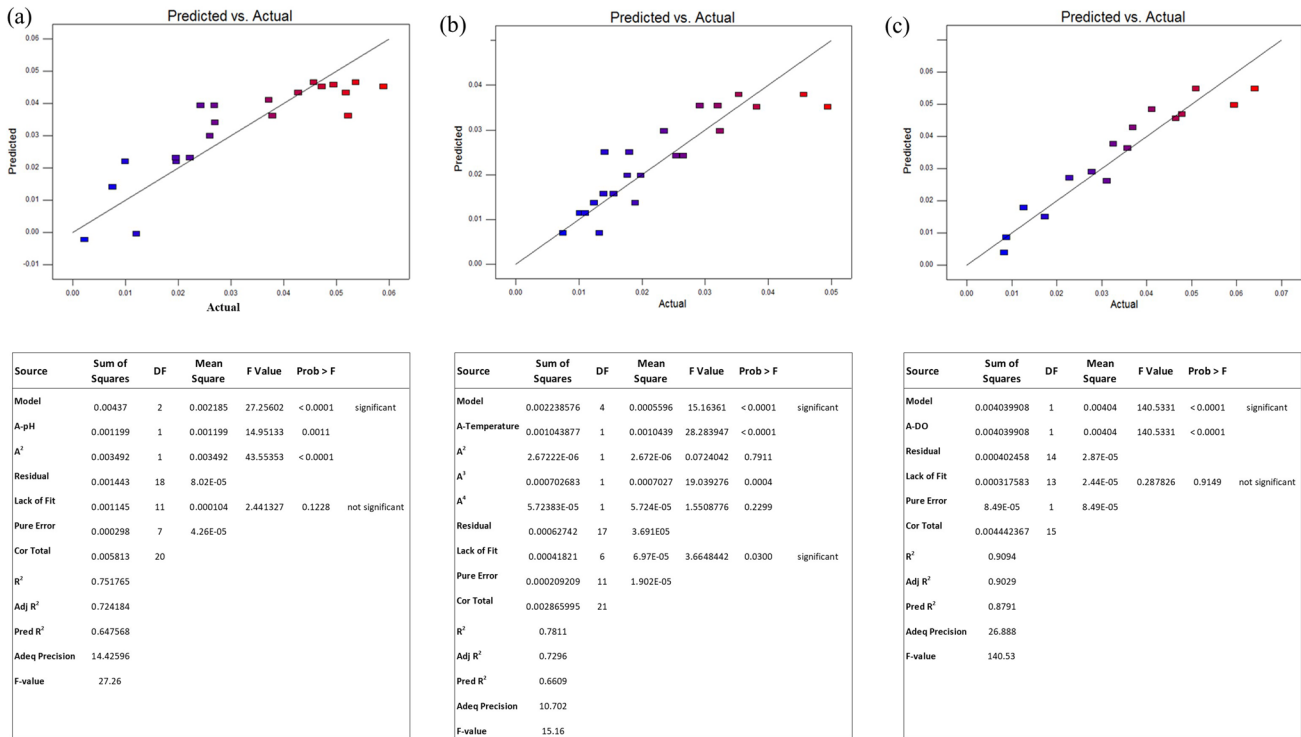 (a)
Predicted vs. Actual
0.06
0.05
0.04
0.03
0.02
0.01
0.00
-0.01
Predicted
0.00 0.01 0.02 0.03 0.04 0.05 0.06
Actual
(b)
Predicted vs. Actual
0.04
0.03
0.02
0.01
0.00
Predicted
0.00 0.01 0.02 0.03 0.04 0.05
Actual
(c)
Predicted vs. Actual
0.06
0.05
0.04
0.03
0.02
0.01
0.00
Predicted
0.00 0.01 0.02 0.03 0.04 0.05 0.06 0.07
Actual
Source Sum of Squares DF Mean Square F Value Prob > F
Model 0.00437 2 0.002185 27.25602 < 0.0001 significant
A-pH 0.001199 1 0.001199 14.95133 0.0011
A² 0.003492 1 0.003492 43.55353 < 0.0001
Residual 0.001443 18 8.02E-05
Lack of Fit 0.001145 11 0.000104 2.441327 0.1228 not significant
Pure Error 0.000298 7 4.26E-05
Cor Total 0.005813 20
R² 0.751765
Adj R² 0.724184
Pred R² 0.647568
Adeq Precision 14.42596
F-value 27.26
Source Sum of Squares DF Mean Square F Value Prob > F
Model 0.002238576 4 0.0005596 15.16361 < 0.0001 significant
A-Temperature 0.001043877 1 0.0010439 28.283947 < 0.0001
A² 2.67222E-06 1 2.672E-06 0.0724042 0.7911
A³ 0.000702683 1 0.0007027 19.039276 0.0004
A⁴ 5.72383E-05 1 5.724E-05 1.5508776 0.2299
Residual 0.00062742 17 3.691E05
Lack of Fit 0.00041821 6 6.97E-05 3.6648442 0.0300 significant
Pure Error 0.000209209 11 1.902E-05
Cor Total 0.002865995 21
R² 0.7811
Adj R² 0.7296
Pred R² 0.6609
Adeq Precision 10.702
F-value 15.16
Source Sum of Squares DF Mean Square F Value Prob > F
Model 0.004039908 1 0.00404 140.5331 < 0.0001 significant
A-DO 0.004039908 1 0.00404 140.5331 < 0.0001
Residual 0.000402458 14 2.87E-05
Lack of Fit 0.000317583 13 2.44E-05 0.287826 0.9149 not significant
Pure Error 8.49E-05 1 8.49E-05
Cor Total 0.004442367 15
R² 0.9094
Adj R² 0.9029
Pred R² 0.8791
Adeq Precision 26.888
F-value 140.53